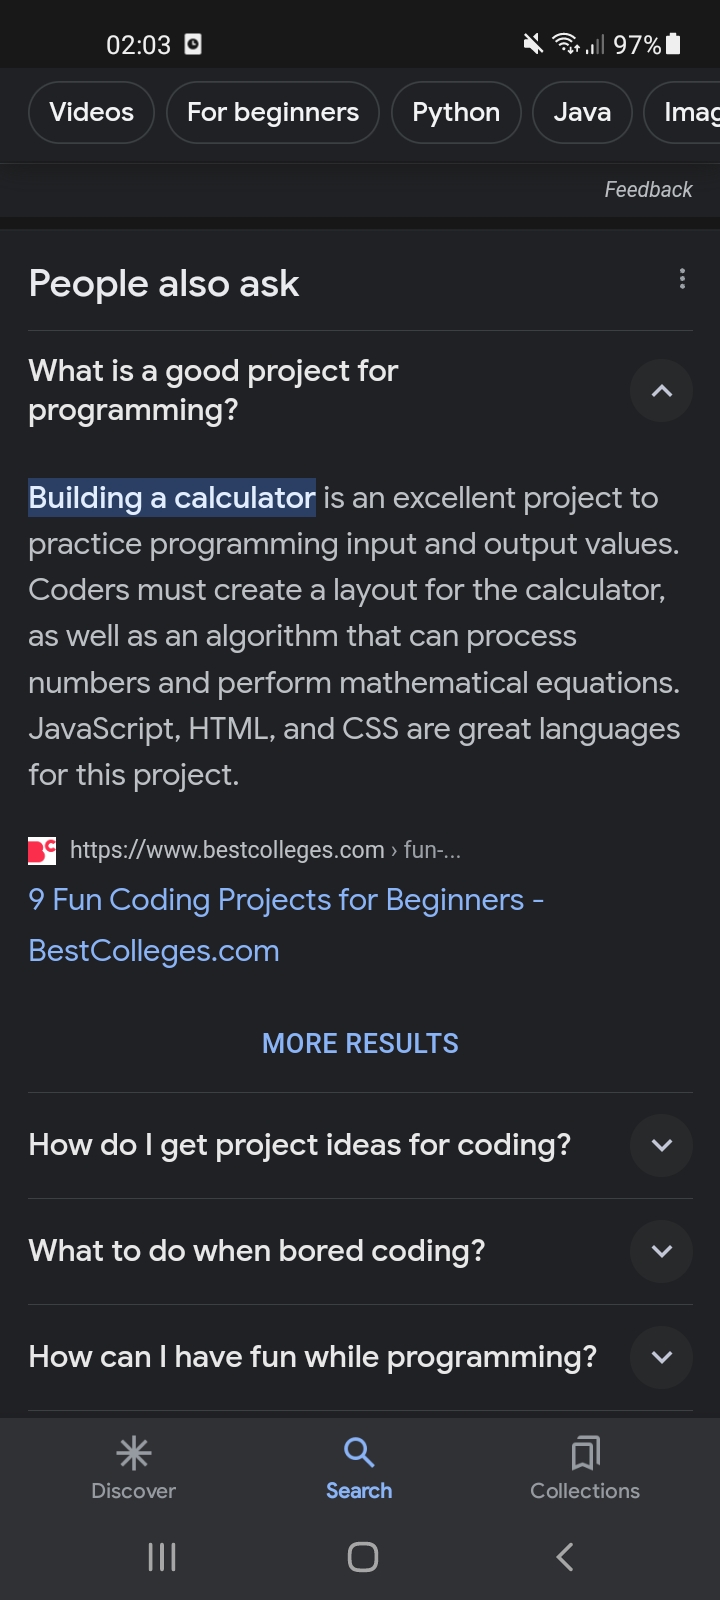 02:03 97%
Videos For beginners Python Java Imag
Feedback
People also ask
What is a good project for
programming?
Building a calculator is an excellent project to
practice programming input and output values.
Coders must create a layout for the calculator,
as well as an algorithm that can process
numbers and perform mathematical equations.
JavaScript, HTML, and CSS are great languages
for this project.
https://www.bestcolleges.com › fun-...
9 Fun Coding Projects for Beginners -
BestColleges.com
MORE RESULTS
How do I get project ideas for coding?
What to do when bored coding?
How can I have fun while programming?
Discover Search Collections